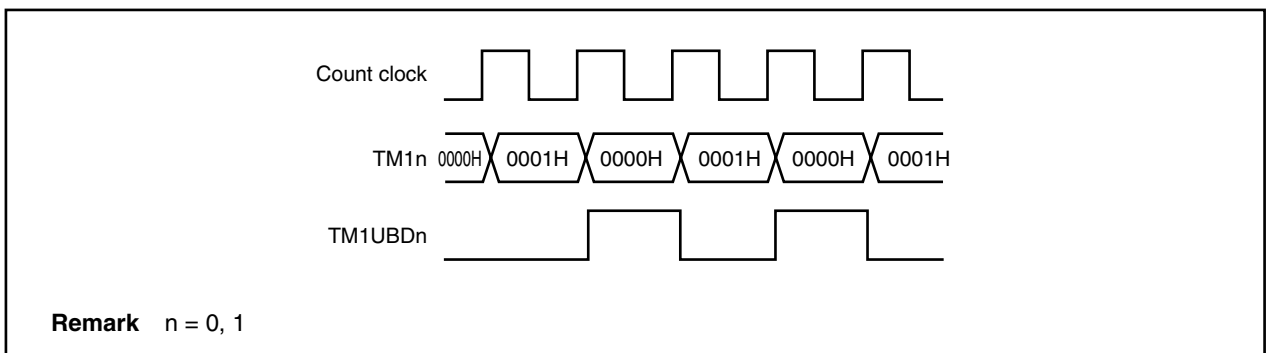 Count clock
TM1n 0000H 0001H 0000H 0001H 0000H 0001H
TM1UBDn
Remark n = 0, 1